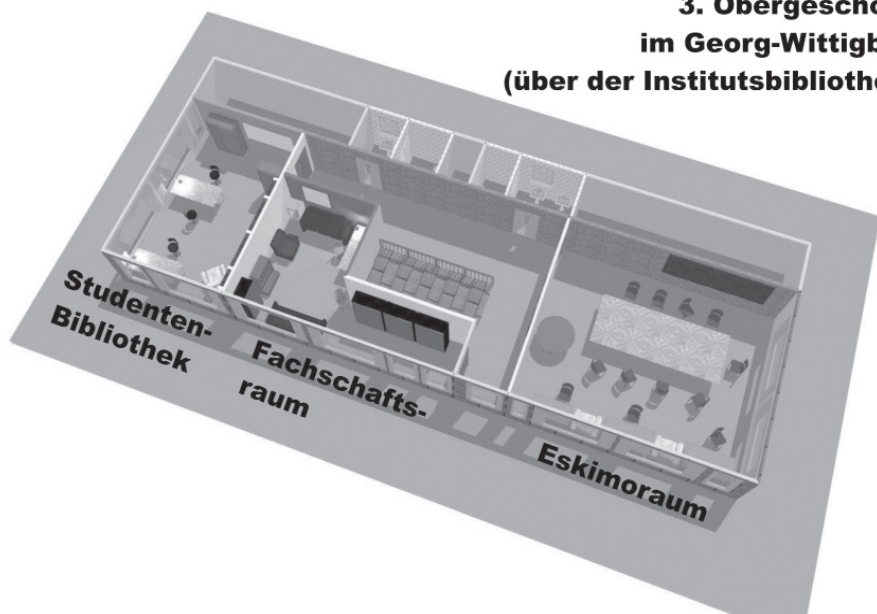 3. Obergescho
im Georg-Wittigb
(über der Institutsbibliothe
Studenten-
Bibliothek
Fachschafts-
raum
Eskimoraum